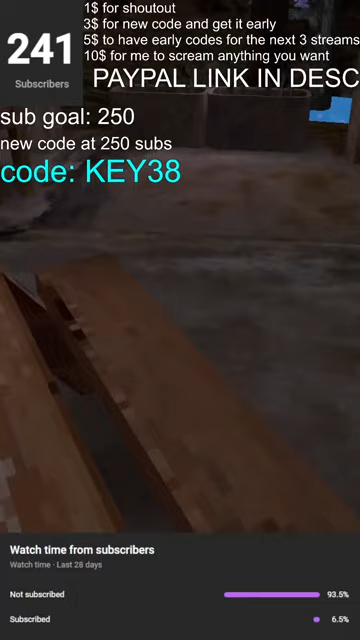 1$ for shoutout
3$ for new code and get it early
5$ to have early codes for the next 3 streams
10$ for me to scream anything you want
PAYPAL LINK IN DESC
241
Subscribers
sub goal: 250
new code at 250 subs
code: KEY38
Watch time from subscribers
Watch time · Last 28 days
Not subscribed 93.5%
Subscribed 6.5%